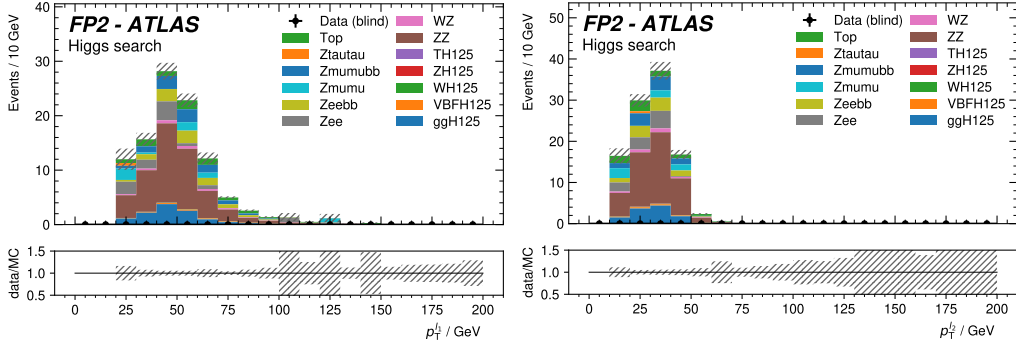 FP2 - ATLAS
Higgs search
Data (blind)
Top
Ztautau
Zmumubb
Zmumu
Zeebb
Zee
WZ
ZZ
TH125
ZH125
WH125
VBFH125
ggH125
Events / 10 GeV
40
30
20
10
0
data/MC
1.5
1.0
0.5
0 25 50 75 100 125 150 175 200
p_T^{l_3} / GeV
FP2 - ATLAS
Higgs search
Data (blind)
Top
Ztautau
Zmumubb
Zmumu
Zeebb
Zee
WZ
ZZ
TH125
ZH125
WH125
VBFH125
ggH125
Events / 10 GeV
50
40
30
20
10
0
data/MC
1.5
1.0
0.5
0 25 50 75 100 125 150 175 200
p_T^{l_2} / GeV